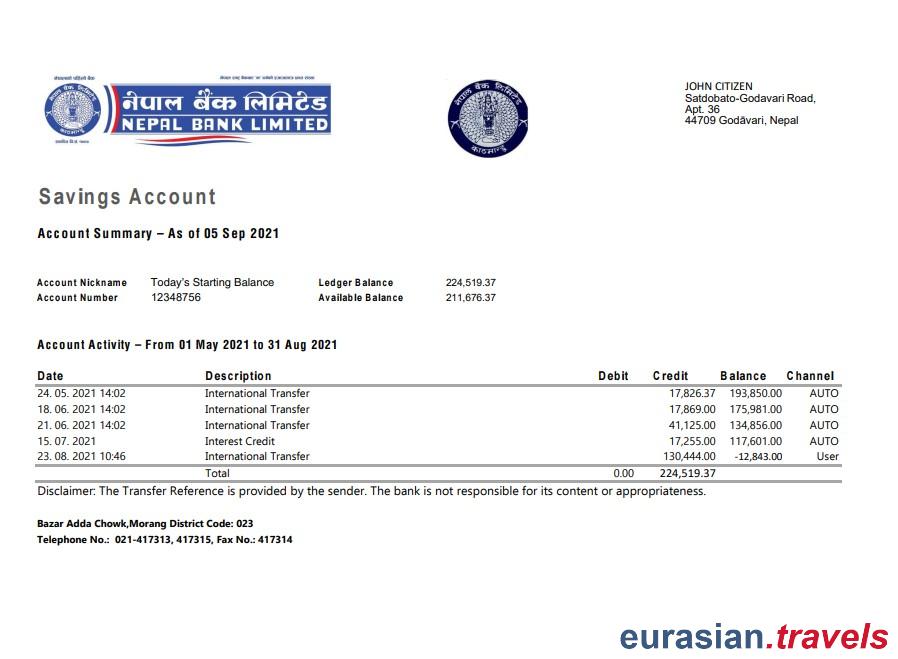 नेपाल बैंक लिमिटेड
NEPAL BANK LIMITED
नेपाल बैंक लिमिटेड
काठमाण्डू
JOHN CITIZEN
Satdobato-Godavari Road,
Apt. 36
44709 Godāvari, Nepal
Savings Account
Account Summary – As of 05 Sep 2021
Account Nickname Today's Starting Balance Ledger Balance 224,519.37
Account Number 12348756 Available Balance 211,676.37
Account Activity – From 01 May 2021 to 31 Aug 2021
Date Description Debit Credit Balance Channel
24. 05. 2021 14:02 International Transfer 17,826.37 193,850.00 AUTO
18. 06. 2021 14:02 International Transfer 17,869.00 175,981.00 AUTO
21. 06. 2021 14:02 International Transfer 41,125.00 134,856.00 AUTO
15. 07. 2021 Interest Credit 17,255.00 117,601.00 AUTO
23. 08. 2021 10:46 International Transfer 130,444.00 -12,843.00 User
Total 0.00 224,519.37
Disclaimer: The Transfer Reference is provided by the sender. The bank is not responsible for its content or appropriateness.
Bazar Adda Chowk,Morang District Code: 023
Telephone No.: 021-417313, 417315, Fax No.: 417314
eurasian.travels